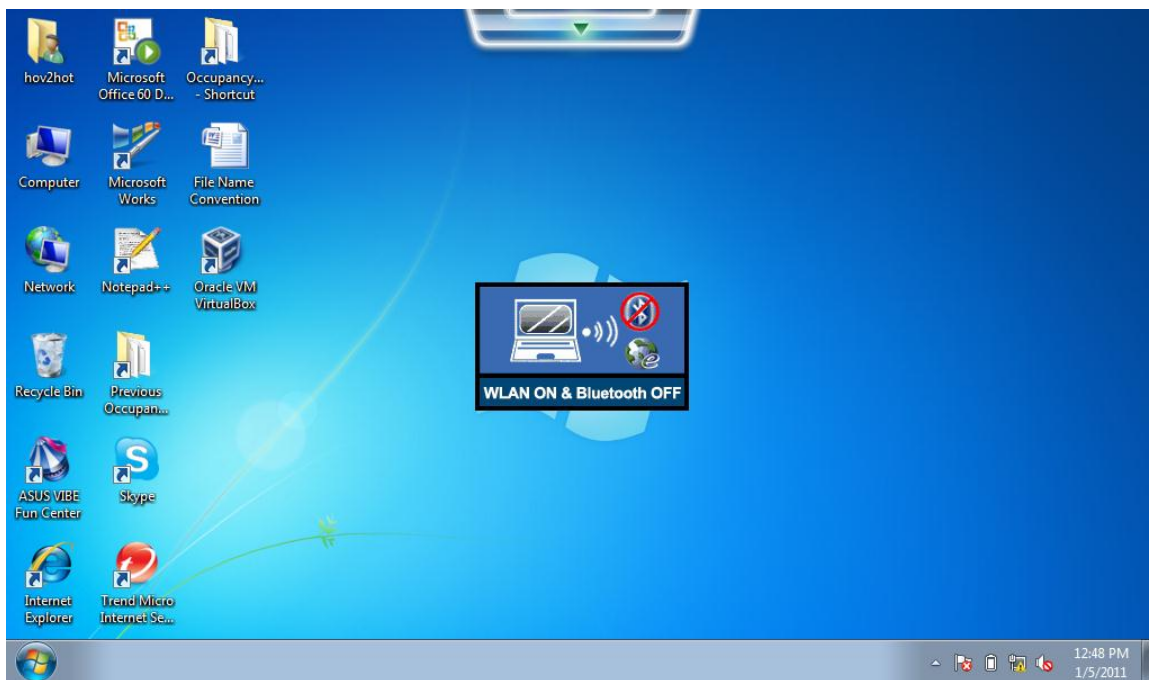 hov2hot
Microsoft
Office 60 D...
Occupancy...
- Shortcut
Computer
Microsoft
Works
File Name
Convention
Network
Notepad++
Oracle VM
VirtualBox
Recycle Bin
Previous
Occupan...
ASUS VIBE
Fun Center
Skype
Internet
Explorer
Trend Micro
Internet Se...
WLAN ON & Bluetooth OFF
12:48 PM
1/5/2011